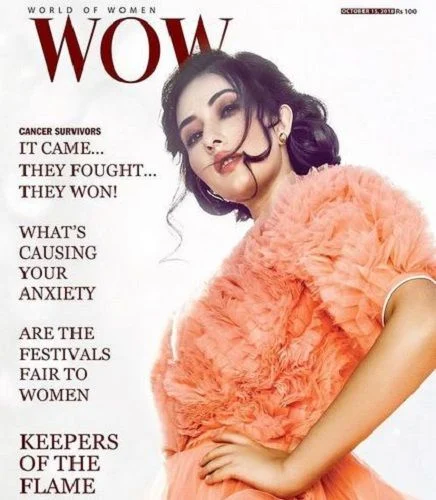 WORLD OF WOMEN
OCTOBER 15, 2018 Rs 100
WOW
CANCER SURVIVORS
IT CAME...
THEY FOUGHT...
THEY WON!
WHAT'S
CAUSING
YOUR
ANXIETY
ARE THE
FESTIVALS
FAIR TO
WOMEN
KEEPERS
OF THE
FLAME